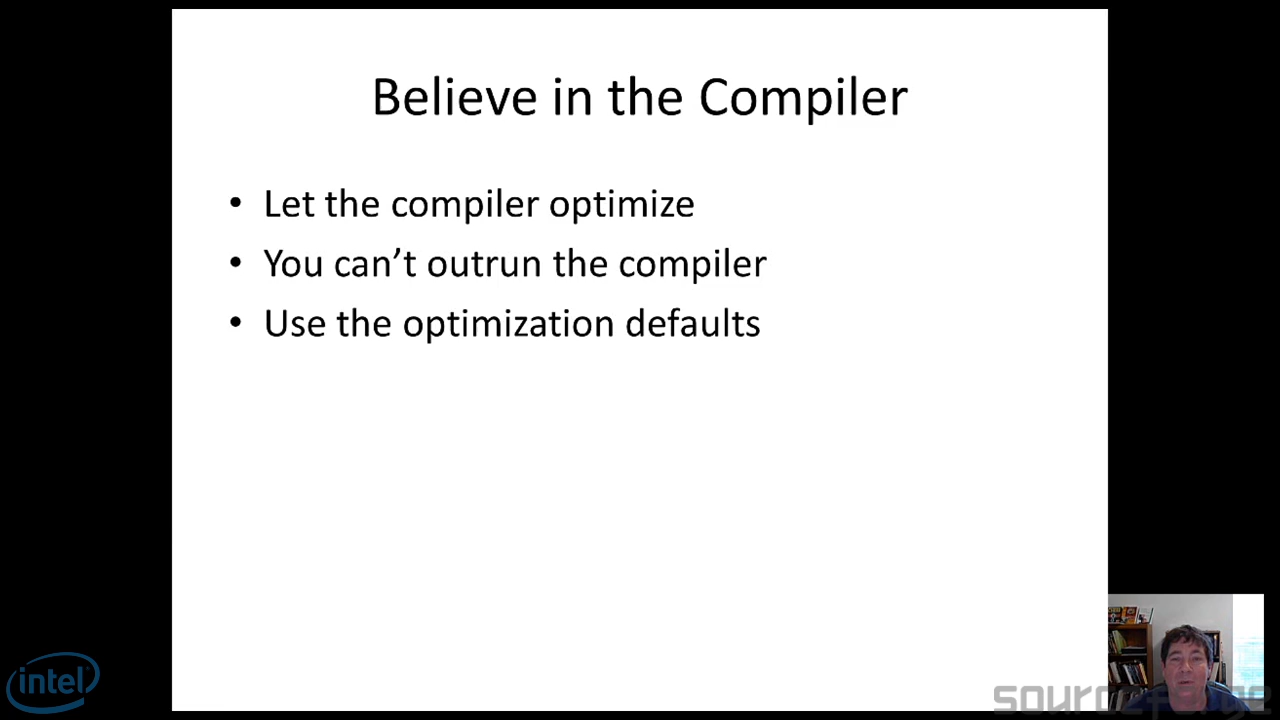 Believe in the Compiler
• Let the compiler optimize
• You can’t outrun the compiler
• Use the optimization defaults
intel